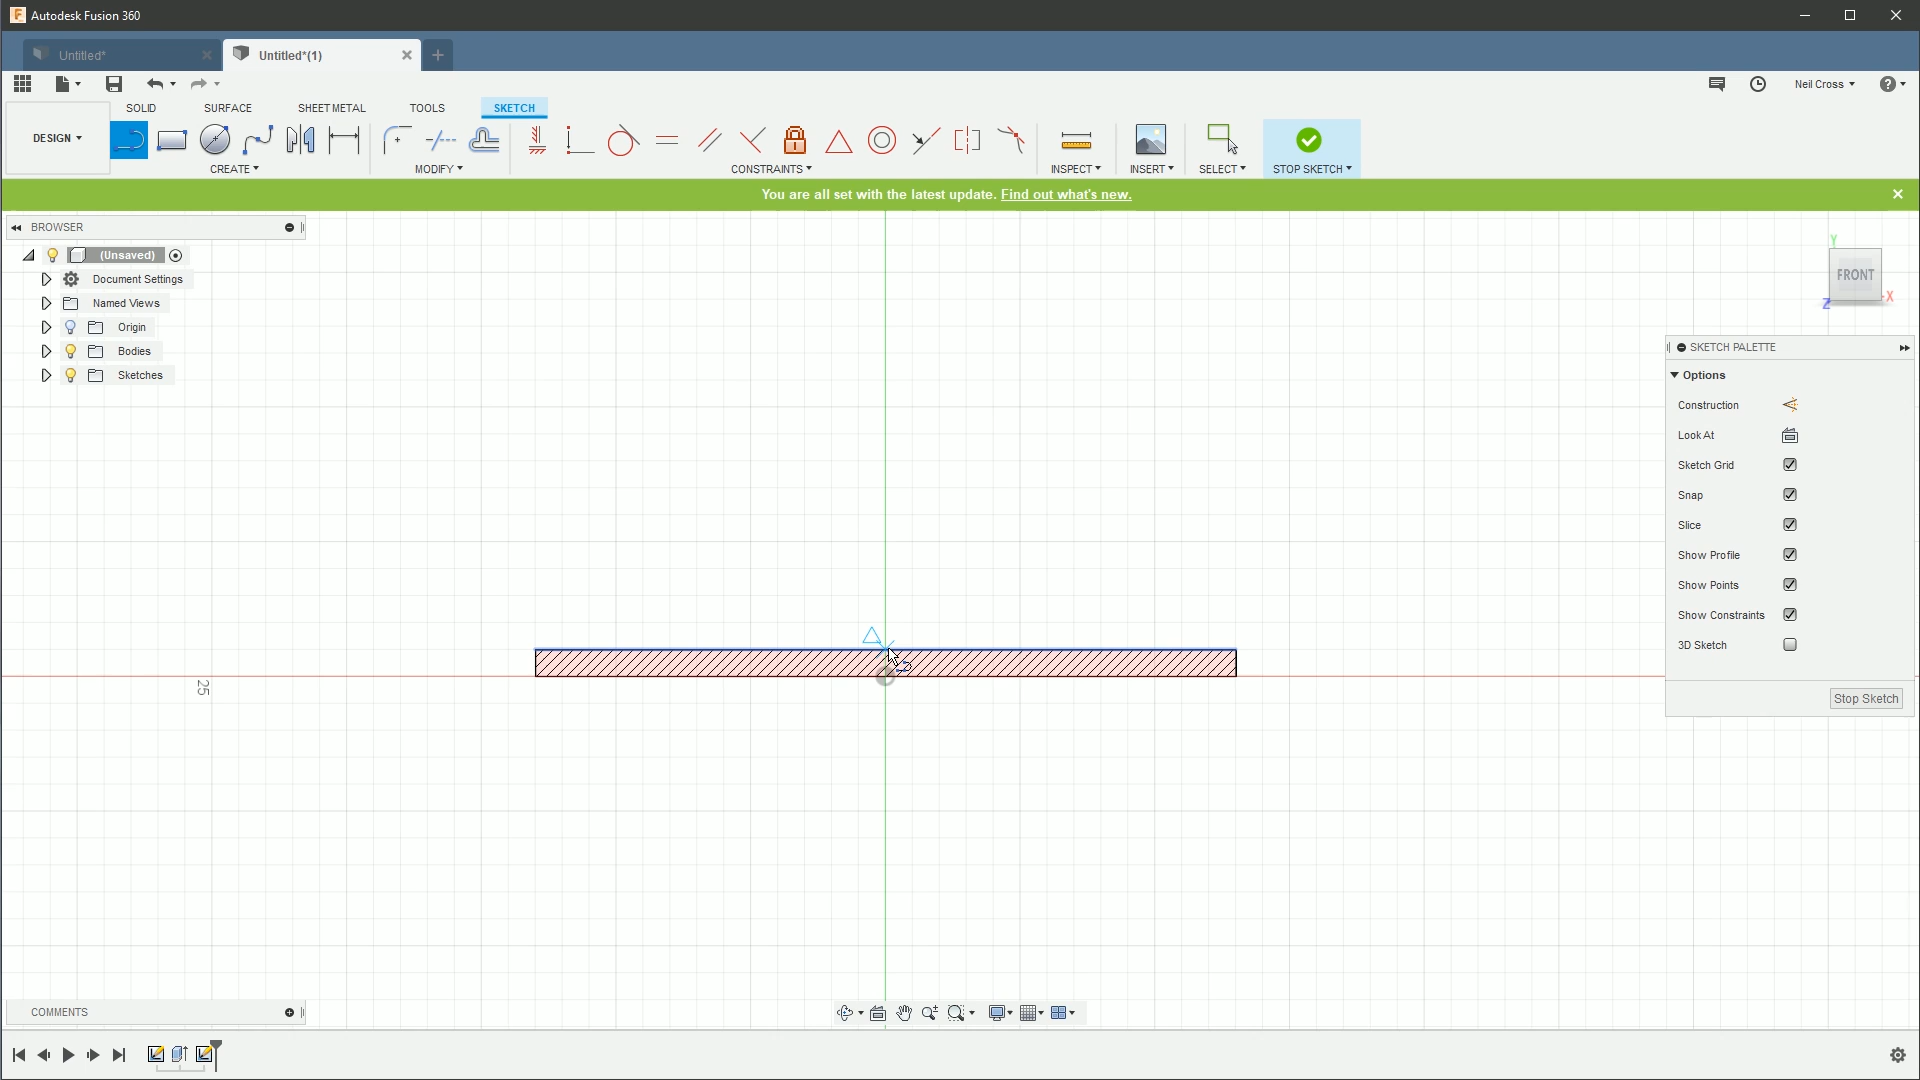 Autodesk Fusion 360
Untitled*
Untitled*(1)
Neil Cross
SOLID
SURFACE
SHEET METAL
TOOLS
SKETCH
DESIGN
CREATE
MODIFY
CONSTRAINTS
INSPECT
INSERT
SELECT
STOP SKETCH
You are all set with the latest update. Find out what's new.
BROWSER
(Unsaved)
Document Settings
Named Views
Origin
Bodies
Sketches
Y
FRONT
X
Z
SKETCH PALETTE
Options
Construction
Look At
Sketch Grid
Snap
Slice
Show Profile
Show Points
Show Constraints
3D Sketch
Stop Sketch
25
COMMENTS